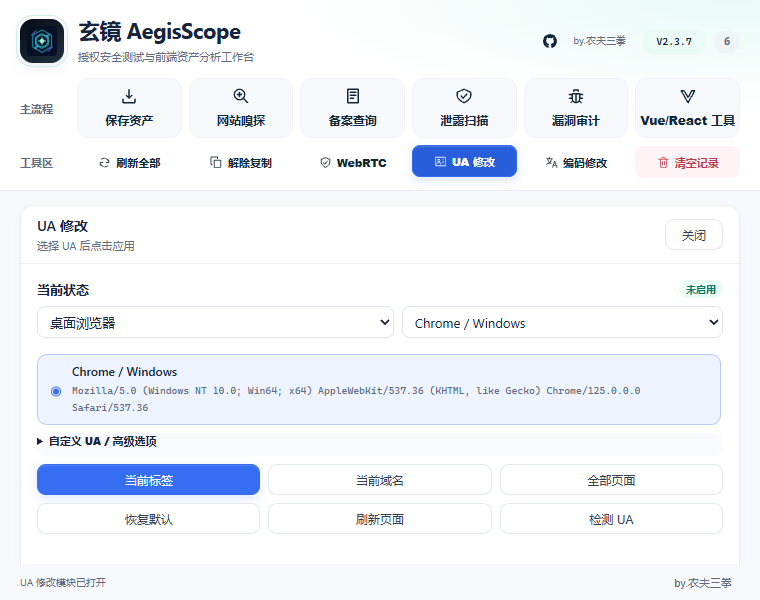 玄镜 AegisScope
授权安全测试与前端资产分析工作台
by.农夫三拳
V2.3.7
6
主流程
保存资产
网站嗅探
备案查询
泄露扫描
漏洞审计
Vue/React 工具
工具区
刷新全部
解除复制
WebRTC
UA 修改
编码修改
清空记录
UA 修改
选择 UA 后点击应用
关闭
当前状态
未启用
桌面浏览器
Chrome / Windows
Chrome / Windows
Mozilla/5.0 (Windows NT 10.0; Win64; x64) AppleWebKit/537.36 (KHTML, like Gecko) Chrome/125.0.0.0
Safari/537.36
自定义 UA / 高级选项
当前标签
当前域名
全部页面
恢复默认
刷新页面
检测 UA
UA 修改模块已打开
by.农夫三拳